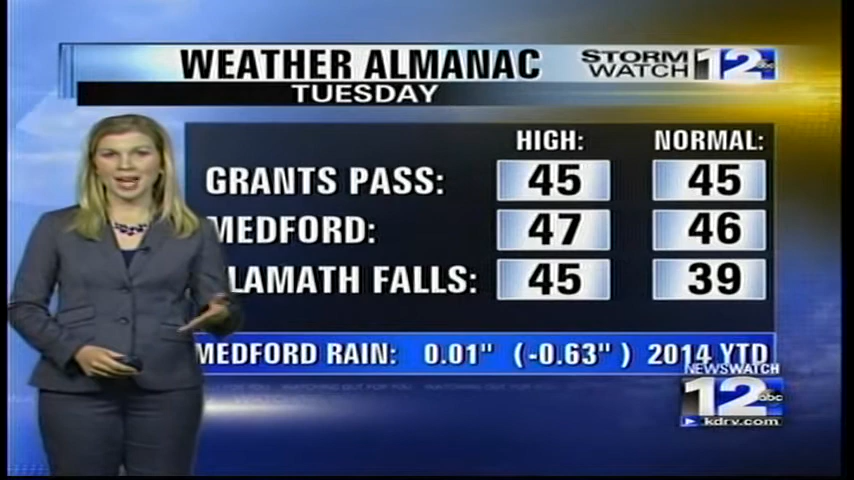 WEATHER ALMANAC
STORM WATCH 12 abc
TUESDAY
HIGH: NORMAL:
GRANTS PASS: 45 45
MEDFORD: 47 46
LAMATH FALLS: 45 39
MEDFORD RAIN: 0.01" (-0.63") 2014 YTD
NEWSWATCH
12 abc
kdrv.com